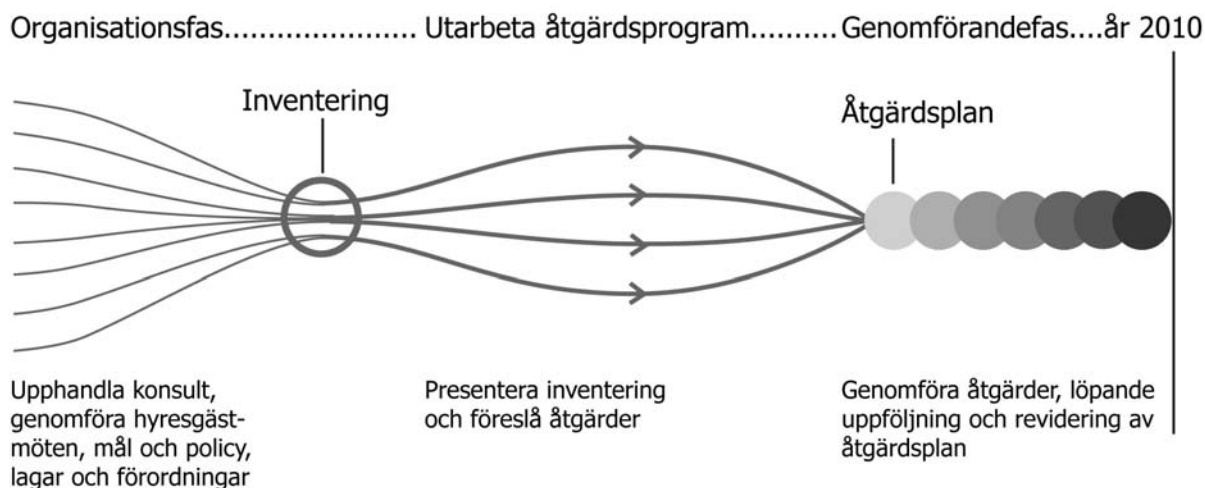 Organisationsfas..................... Utarbeta åtgärdsprogram.......... Genomförandefas....år 2010
Inventering
Åtgärdsplan
Upphandla konsult,
genomföra hyresgäst-
möten, mål och policy,
lagar och förordningar
Presentera inventering
och föreslå åtgärder
Genomföra åtgärder, löpande
uppföljning och revidering av
åtgärdsplan